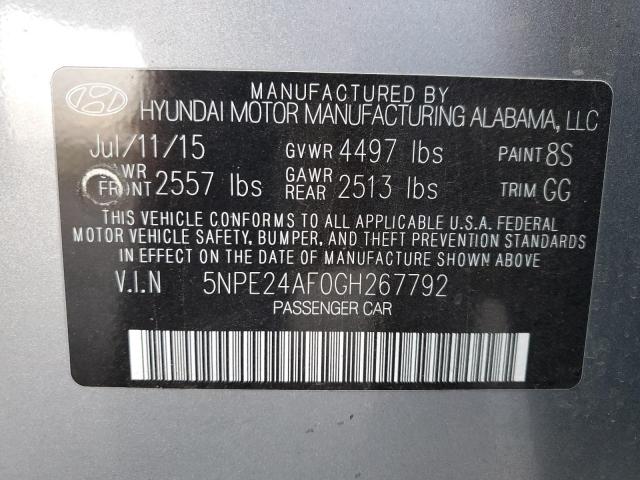 MANUFACTURED BY
HYUNDAI MOTOR MANUFACTURING ALABAMA, LLC
Jul/11/15 GVWR 4497 lbs PAINT 8S
GAWR FRONT 2557 lbs GAWR REAR 2513 lbs TRIM GG
THIS VEHICLE CONFORMS TO ALL APPLICABLE U.S.A. FEDERAL
MOTOR VEHICLE SAFETY, BUMPER, AND THEFT PREVENTION STANDARDS
IN EFFECT ON THE DATE OF MANUFACTURE SHOWN ABOVE.
V.I.N 5NPE24AF0GH267792
PASSENGER CAR